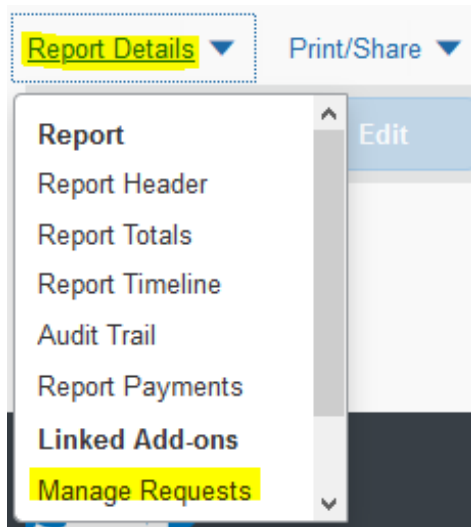 Report Details Print/Share
Report
Edit
Report Header
Report Totals
Report Timeline
Audit Trail
Report Payments
Linked Add-ons
Manage Requests